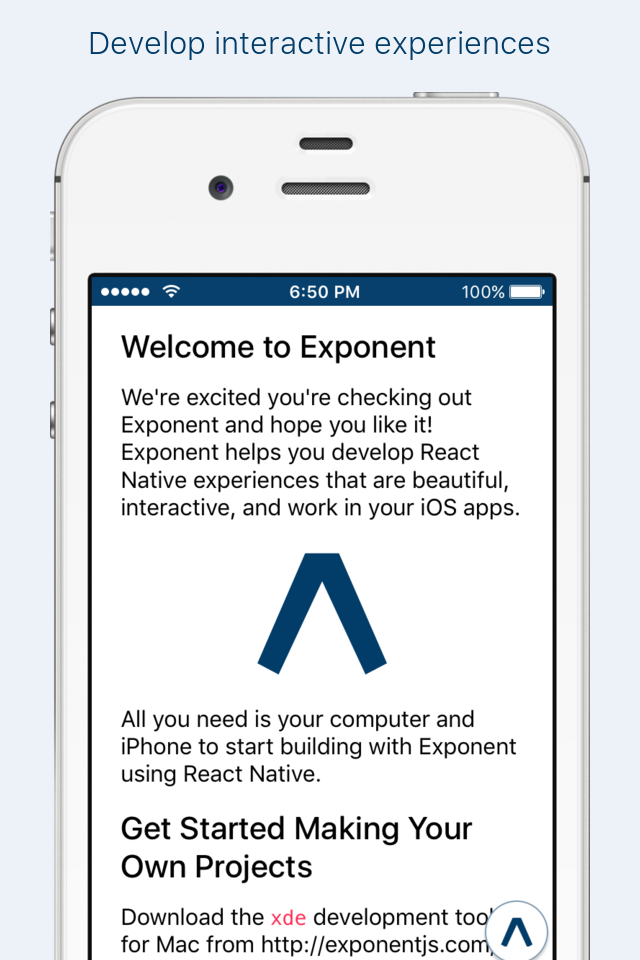 Develop interactive experiences
6:50 PM 100%
Welcome to Exponent
We're excited you're checking out
Exponent and hope you like it!
Exponent helps you develop React
Native experiences that are beautiful,
interactive, and work in your iOS apps.
All you need is your computer and
iPhone to start building with Exponent
using React Native.
Get Started Making Your
Own Projects
Download the xde development tool
for Mac from http://exponentjs.com/